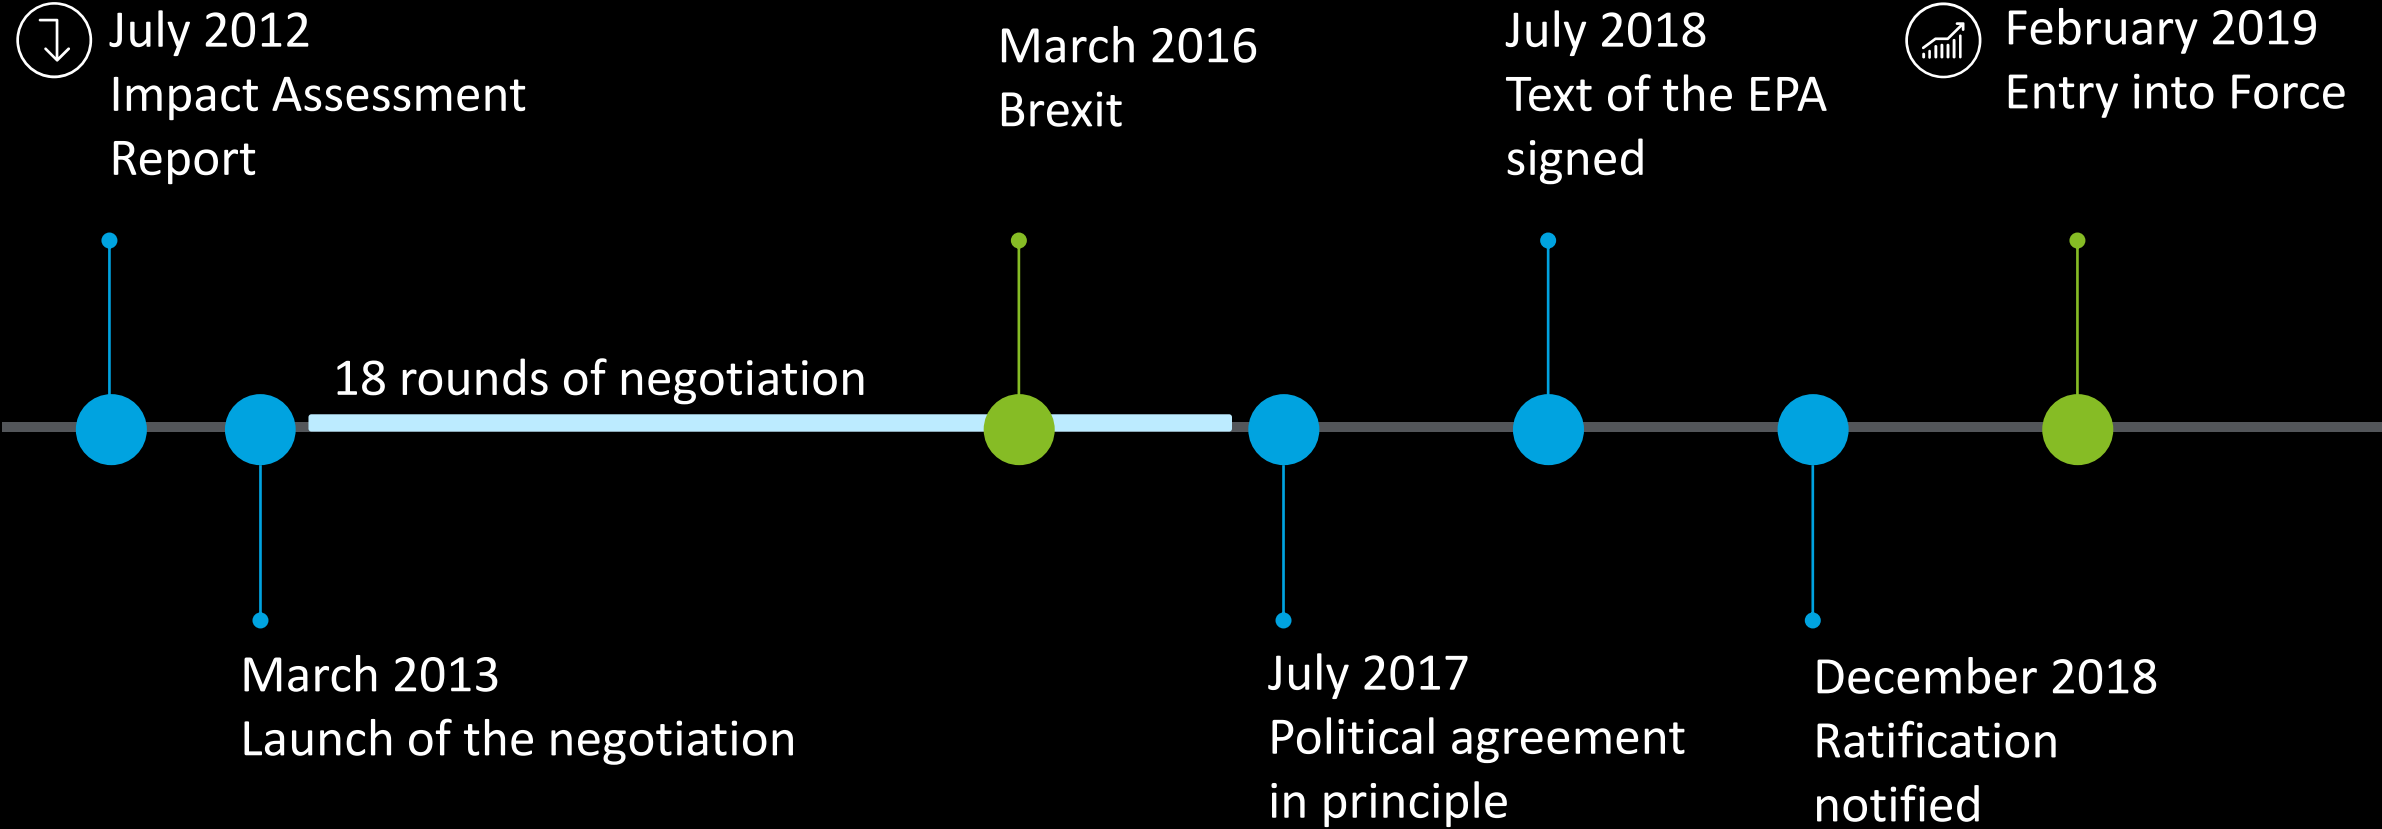 July 2012
Impact Assessment
Report
March 2016
Brexit
July 2018
Text of the EPA
signed
February 2019
Entry into Force
18 rounds of negotiation
March 2013
Launch of the negotiation
July 2017
Political agreement
in principle
December 2018
Ratification
notified